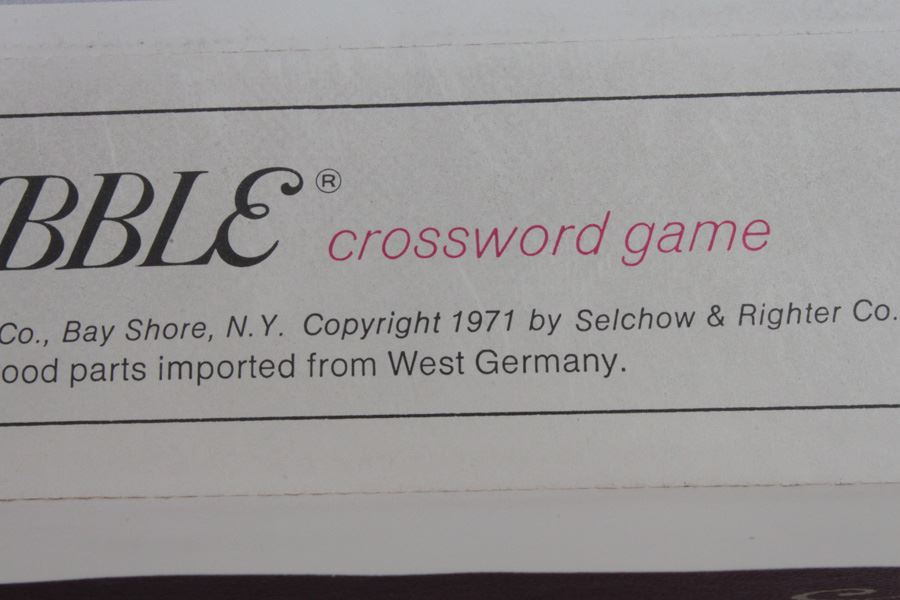 BBLE® crossword game
Co., Bay Shore, N.Y. Copyright 1971 by Selchow & Righter Co.
ood parts imported from West Germany.